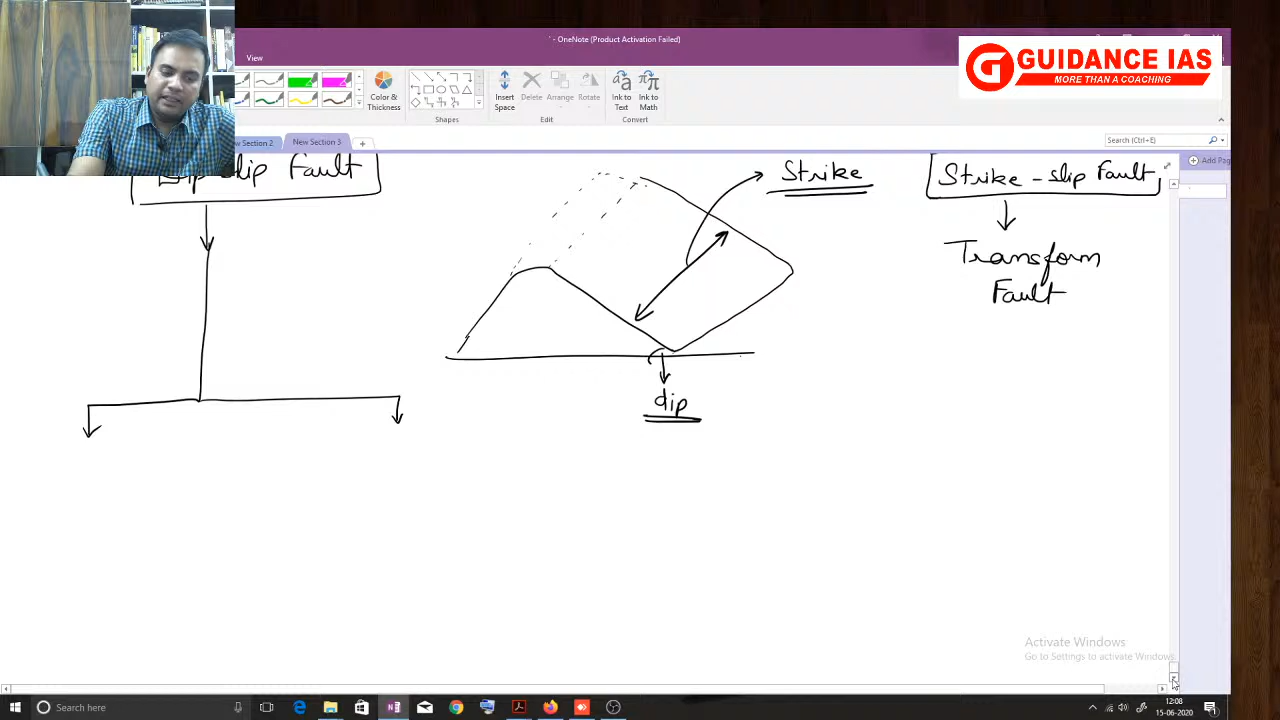 ' - OneNote (Product Activation Failed)
GUIDANCE IAS
MORE THAN A COACHING
View
Color &
Thickness
Insert
Space
Delete
Arrange
Rotate
Ink to
Text
Ink to
Math
Shapes
Edit
Convert
Section 2
New Section 3
Search (Ctrl+E)
Add Pag
slip Fault
Strike
Strike - slip Fault
Transform
Fault
dip
Activate Windows
Go to Settings to activate Windows.
Search here
12:08
15-06-2020